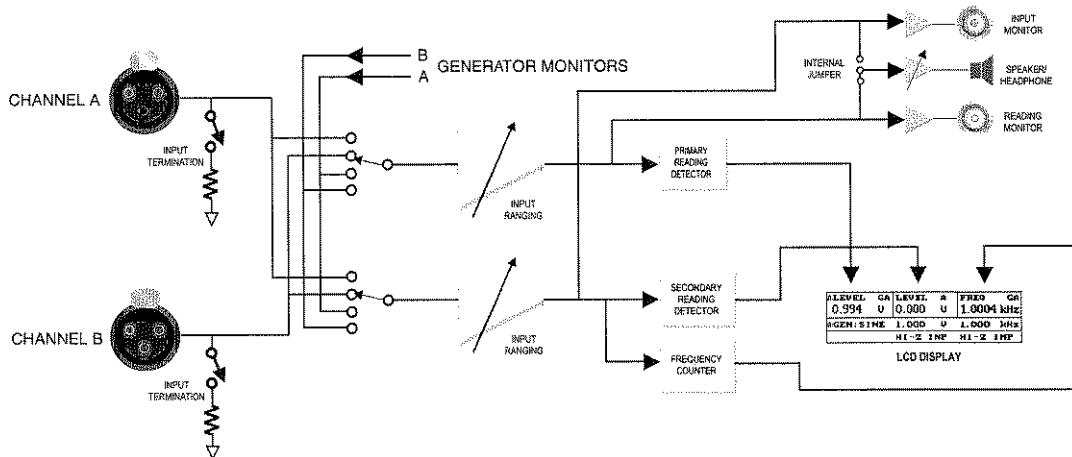 B
A
GENERATOR MONITORS
CHANNEL A
INPUT
TERMINATION
INTERNAL
JUMPER
INPUT
MONITOR
SPEAKER/
HEADPHONE
READING
MONITOR
PRIMARY
READING
DETECTOR
INPUT
RANGING
CHANNEL B
INPUT
TERMINATION
INPUT
RANGING
SECONDARY
READING
DETECTOR
FREQUENCY
COUNTER
ALEVEL GA LEVEL A FREQ GA
0.994 V 0.000 V 1.0004 kHz
AGEN:SINE 1.000 V 1.000 kHz
HI-Z INP HI-Z INP
LCD DISPLAY